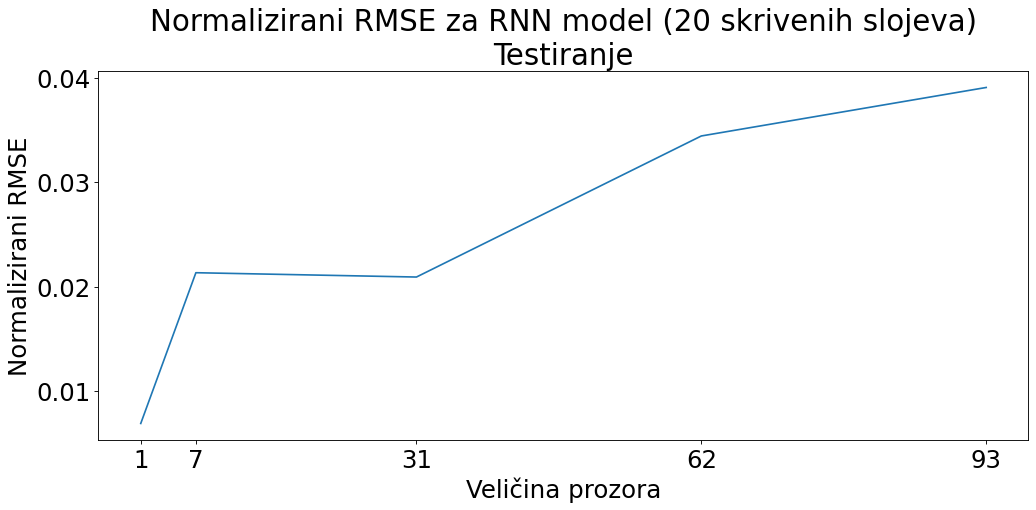 Normalizirani RMSE za RNN model (20 skrivenih slojeva)
Testiranje
Normalizirani RMSE
0.04
0.03
0.02
0.01
1 7 31 62 93
Veličina prozora